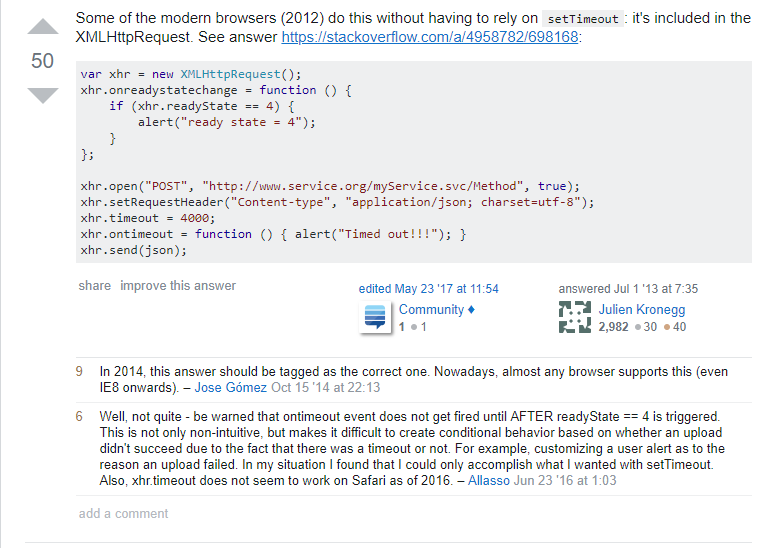 Some of the modern browsers (2012) do this without having to rely on setTimeout: it's included in the
XMLHttpRequest. See answer https://stackoverflow.com/a/4958782/698168:
50
var xhr = new XMLHttpRequest();
xhr.onreadystatechange = function () {
    if (xhr.readyState == 4) {
        alert("ready state = 4");
    }
};

xhr.open("POST", "http://www.service.org/myService.svc/Method", true);
xhr.setRequestHeader("Content-type", "application/json; charset=utf-8");
xhr.timeout = 4000;
xhr.ontimeout = function () { alert("Timed out!!!"); }
xhr.send(json);
share improve this answer
edited May 23 '17 at 11:54
Community ♦
1 ● 1
answered Jul 1 '13 at 7:35
Julien Kronegg
2,982 ● 30 ● 40
9 In 2014, this answer should be tagged as the correct one. Nowadays, almost any browser supports this (even
IE8 onwards). – Jose Gómez Oct 15 '14 at 22:13
6 Well, not quite - be warned that ontimeout event does not get fired until AFTER readyState == 4 is triggered.
This is not only non-intuitive, but makes it difficult to create conditional behavior based on whether an upload
didn't succeed due to the fact that there was a timeout or not. For example, customizing a user alert as to the
reason an upload failed. In my situation I found that I could only accomplish what I wanted with setTimeout.
Also, xhr.timeout does not seem to work on Safari as of 2016. – Allasso Jun 23 '16 at 1:03
add a comment